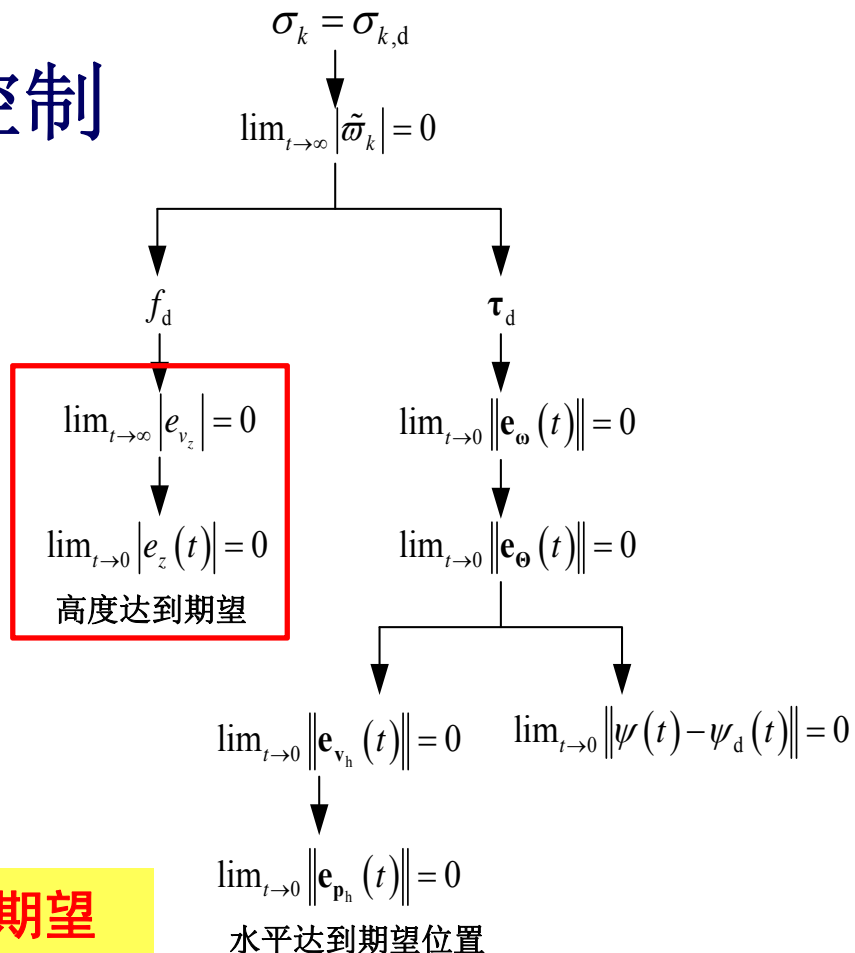 σ_k = σ_{k,d}
控制
lim_{t→∞} |ϖ̃_k| = 0
f_d
τ_d
lim_{t→∞} |e_{v_z}| = 0
lim_{t→0} ‖e_ω(t)‖ = 0
lim_{t→0} |e_z(t)| = 0
lim_{t→0} ‖e_Θ(t)‖ = 0
高度达到期望
lim_{t→0} ‖e_{v_h}(t)‖ = 0
lim_{t→0} ‖ψ(t) − ψ_d(t)‖ = 0
lim_{t→0} ‖e_{p_h}(t)‖ = 0
期望
水平达到期望位置